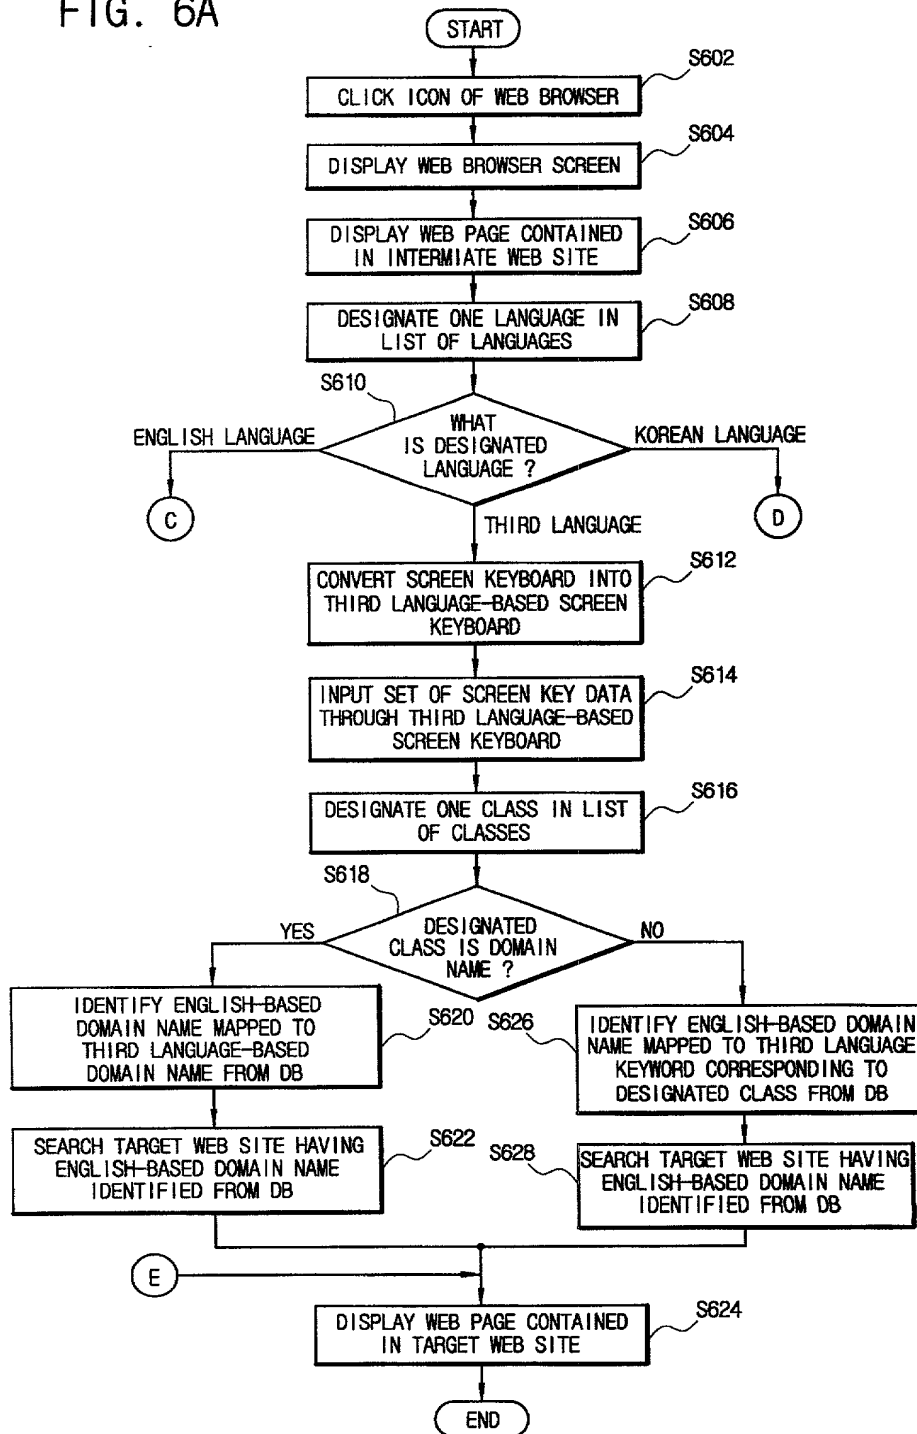 FIG. 6A
START
S602
CLICK ICON OF WEB BROWSER
S604
DISPLAY WEB BROWSER SCREEN
S606
DISPLAY WEB PAGE CONTAINED
IN INTERMIATE WEB SITE
S608
DESIGNATE ONE LANGUAGE IN
LIST OF LANGUAGES
S610
WHAT
IS DESIGNATED
LANGUAGE ?
ENGLISH LANGUAGE
KOREAN LANGUAGE
C
D
THIRD LANGUAGE
S612
CONVERT SCREEN KEYBOARD INTO
THIRD LANGUAGE-BASED SCREEN
KEYBOARD
S614
INPUT SET OF SCREEN KEY DATA
THROUGH THIRD LANGUAGE-BASED
SCREEN KEYBOARD
S616
DESIGNATE ONE CLASS IN LIST
OF CLASSES
S618
DESIGNATED
CLASS IS DOMAIN
NAME ?
YES
NO
IDENTIFY ENGLISH-BASED
DOMAIN NAME MAPPED TO
THIRD LANGUAGE-BASED
DOMAIN NAME FROM DB
S620
S626
IDENTIFY ENGLISH-BASED DOMAIN
NAME MAPPED TO THIRD LANGUAGE
KEYWORD CORRESPONDING TO
DESIGNATED CLASS FROM DB
SEARCH TARGET WEB SITE HAVING
ENGLISH-BASED DOMAIN NAME
IDENTIFIED FROM DB
S622
S628
SEARCH TARGET WEB SITE HAVING
ENGLISH-BASED DOMAIN NAME
IDENTIFIED FROM DB
E
S624
DISPLAY WEB PAGE CONTAINED
IN TARGET WEB SITE
END